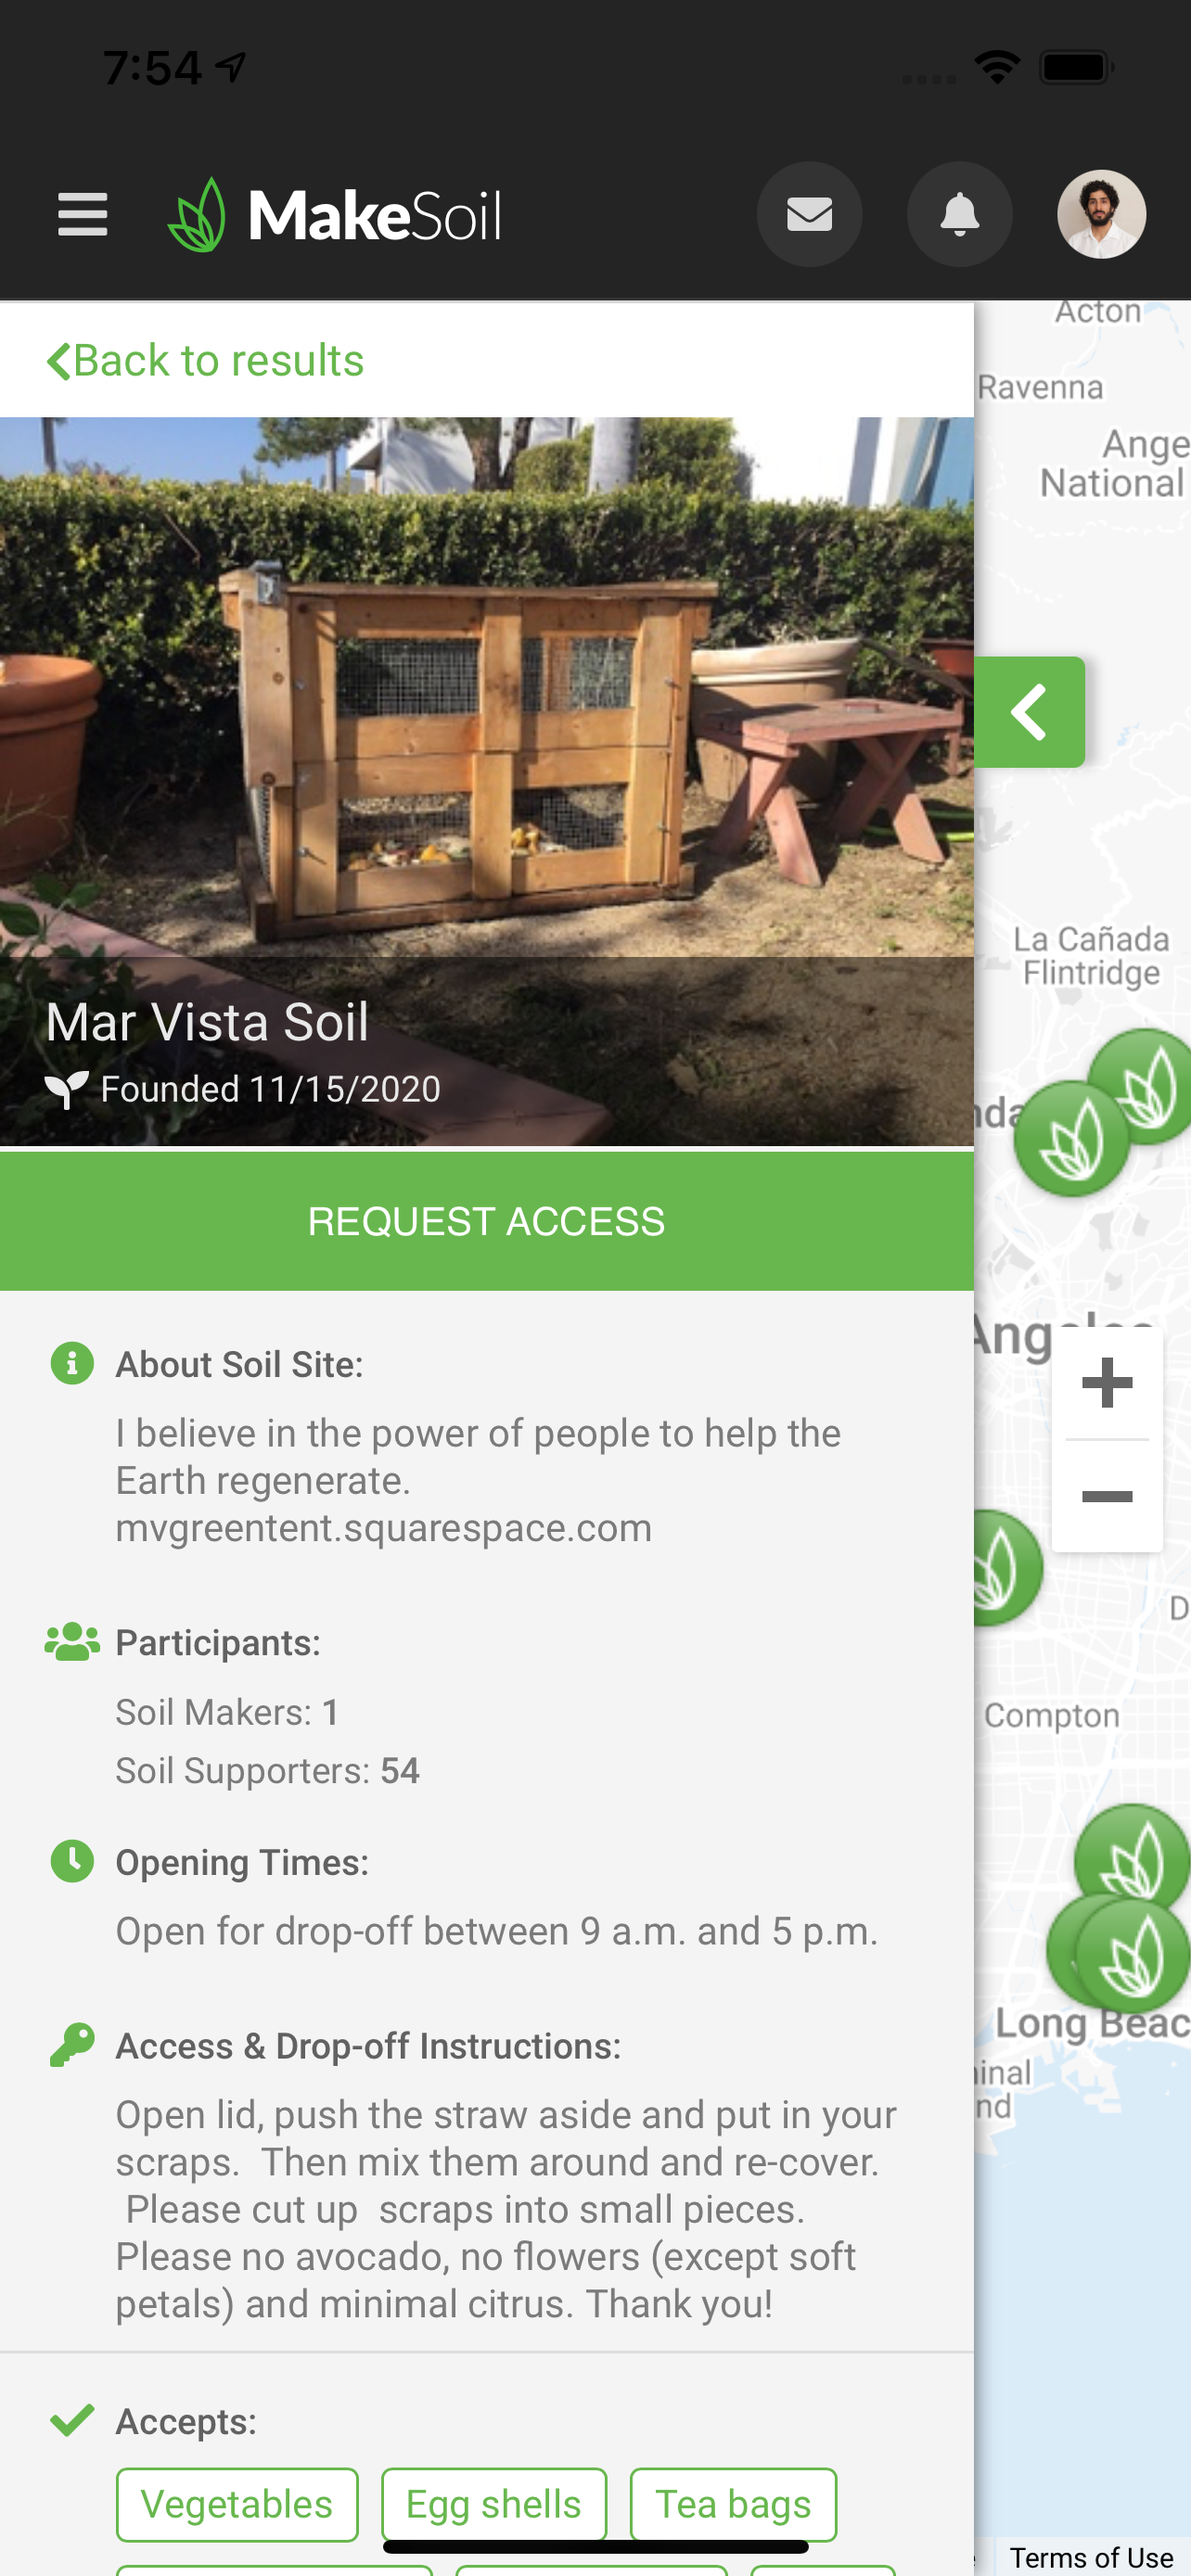 7:54
MakeSoil
Back to results
Acton
Ravenna
Ange
National
Mar Vista Soil
Founded 11/15/2020
La Cañada
Flintridge
REQUEST ACCESS
About Soil Site:
I believe in the power of people to help the
Earth regenerate.
mvgreentent.squarespace.com
Participants:
Soil Makers: 1
Soil Supporters: 54
Compton
D
Opening Times:
Open for drop-off between 9 a.m. and 5 p.m.
Long Beac
Access & Drop-off Instructions:
Open lid, push the straw aside and put in your
scraps.  Then mix them around and re-cover.
Please cut up  scraps into small pieces.
Please no avocado, no flowers (except soft
petals) and minimal citrus. Thank you!
Accepts:
Vegetables
Egg shells
Tea bags
Terms of Use